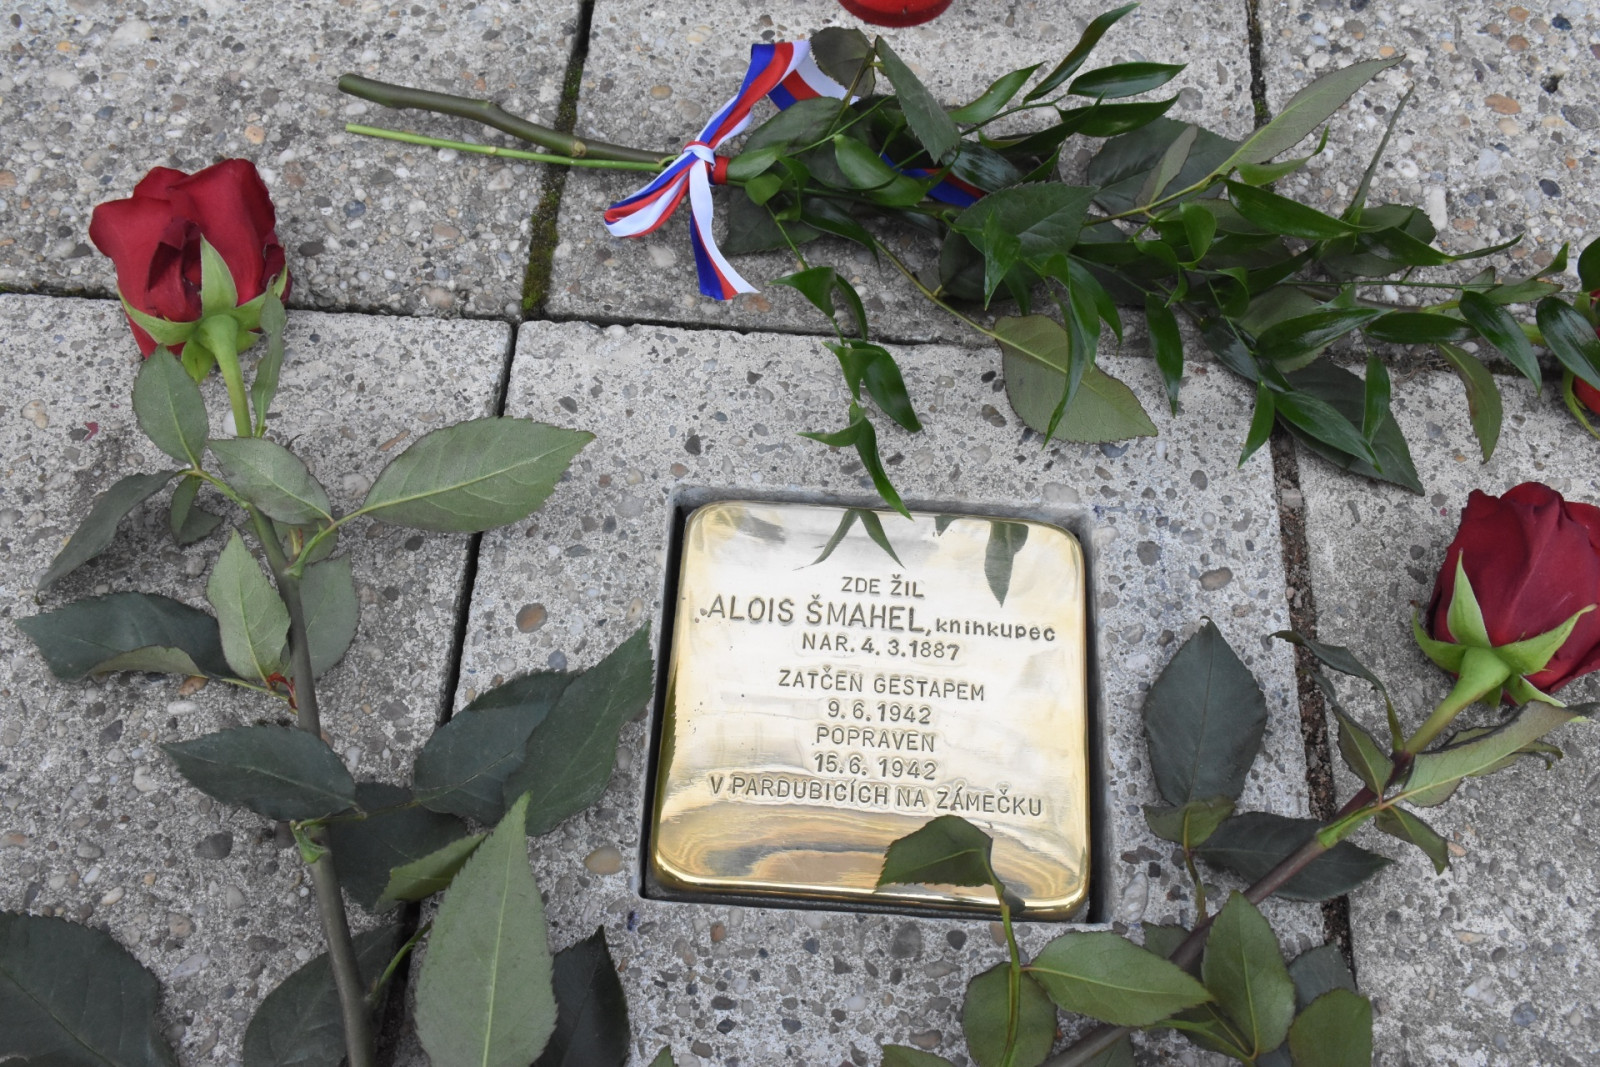 ZDE ŽIL
ALOIS ŠMAHEL, knihkupec
NAR. 4. 3. 1887
ZATČEN GESTAPEM
9. 6. 1942
POPRAVEN
15. 6. 1942
V PARDUBICÍCH NA ZÁMEČKU